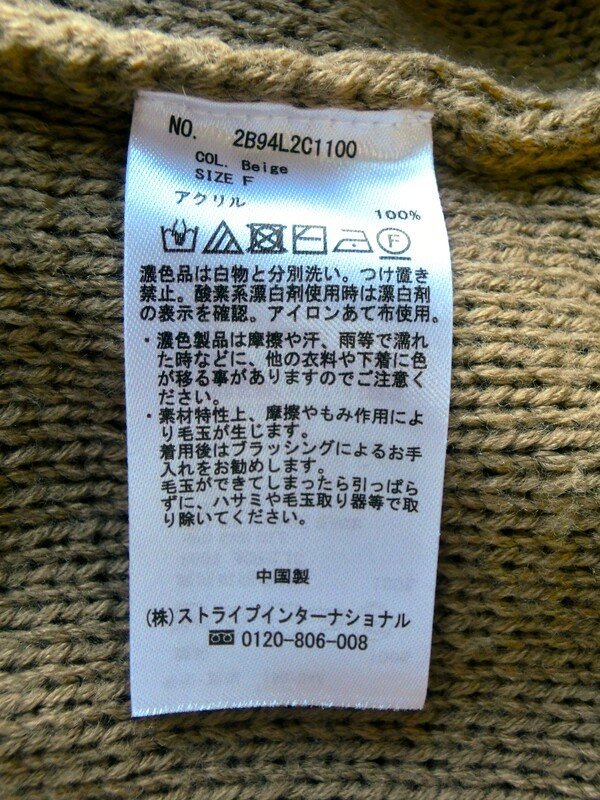 NO. 2B94L2C1100
COL. Beige
SIZE F
アクリル
100%
F
濃色品は白物と分別洗い。つけ置き
禁止。酸素系漂白剤使用時は漂白剤
の表示を確認。アイロンあて布使用。
・濃色製品は摩擦や汗、雨等で濡れ
た時などに、他の衣料や下着に色
が移る事がありますのでご注意く
ださい。
・素材特性上、摩擦やもみ作用によ
り毛玉が生じます。
着用後はブラッシングによるお手
入れをお勧めします。
毛玉ができてしまったら引っぱら
ずに、ハサミや毛玉取り器等で取
り除いてください。
中国製
(株)ストライプインターナショナル
0120-806-008